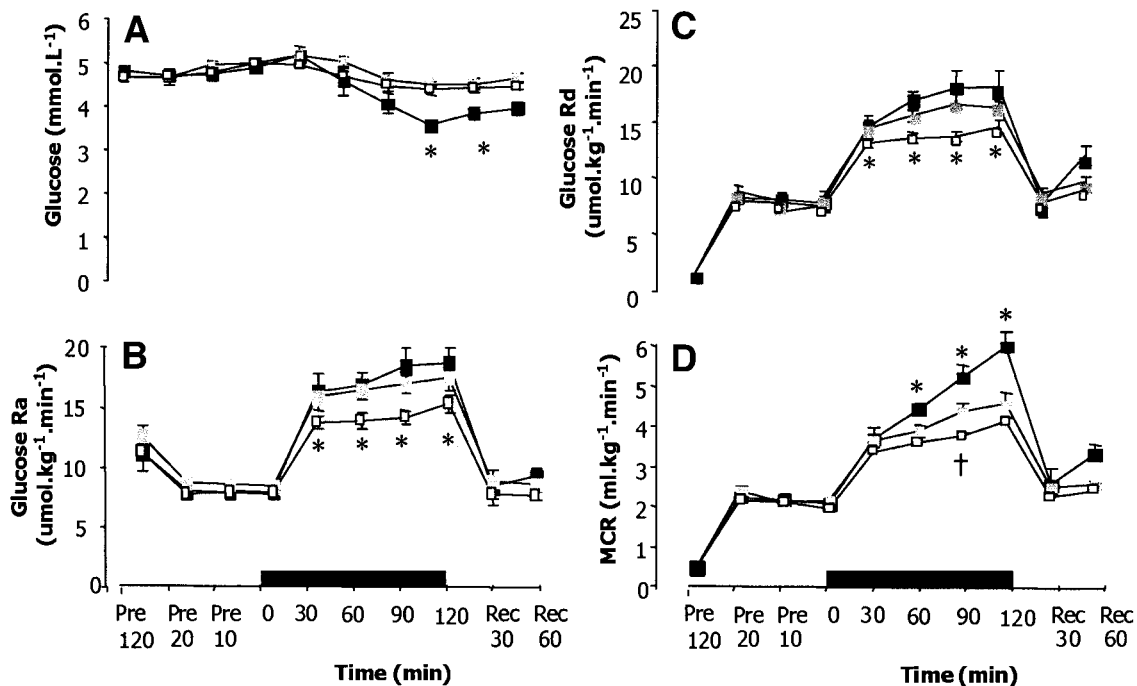 A
6
5
4
3
2
1
0
Glucose (mmol.L⁻¹)
* *
B
20
15
10
5
0
Glucose Ra
(umol.kg⁻¹.min⁻¹)
* * * *
Pre 120
Pre 20
Pre 10
0
30
60
90
120
Rec 30
Rec 60
Time (min)
C
25
20
15
10
5
0
Glucose Rd
(umol.kg⁻¹.min⁻¹)
* * * *
D
6
5
4
3
2
1
0
MCR (ml.kg⁻¹.min⁻¹)
* * *
†
Pre 120
Pre 20
Pre 10
0
30
60
90
120
Rec 30
Rec 60
Time (min)